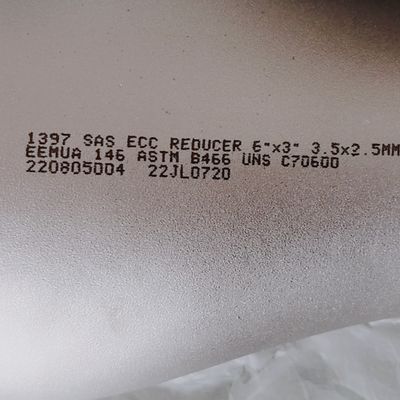 1397 SAS ECC REDUCER 6"x3" 3.5x2.5MM
EEMUA 146 ASTM B466 UNS C70600
220805004 22JL0720